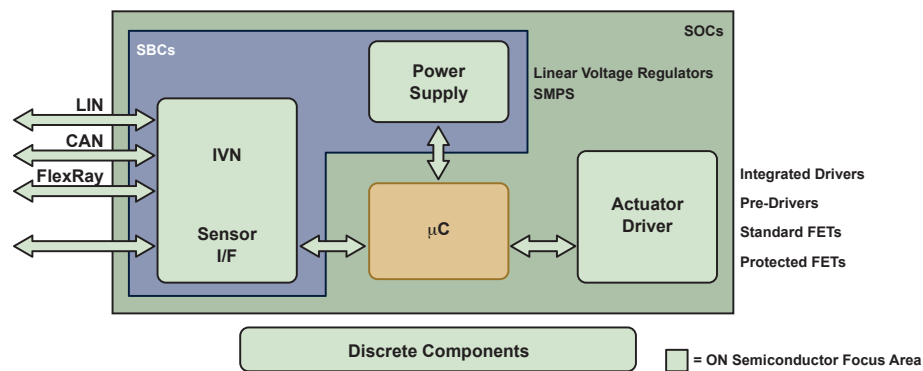 SBCs
SOCs
Power
Supply
Linear Voltage Regulators
SMPS
LIN
CAN
FlexRay
IVN
Sensor
I/F
μC
Actuator
Driver
Integrated Drivers
Pre-Drivers
Standard FETs
Protected FETs
Discrete Components
= ON Semiconductor Focus Area